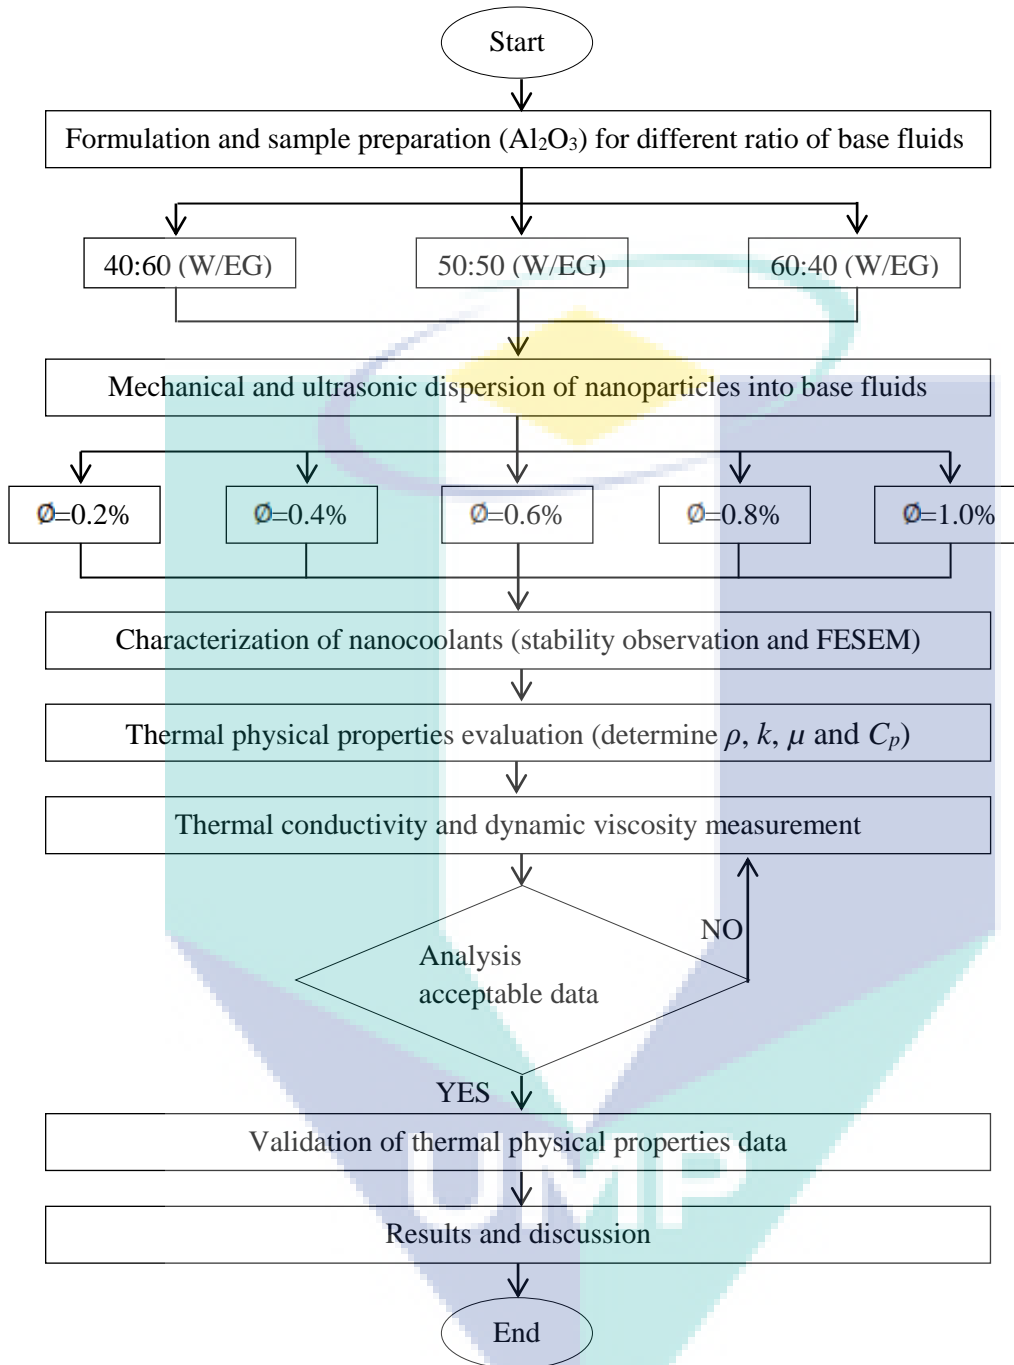 Start
Formulation and sample preparation (Al₂O₃) for different ratio of base fluids
40:60 (W/EG)
50:50 (W/EG)
60:40 (W/EG)
Mechanical and ultrasonic dispersion of nanoparticles into base fluids
Ø=0.2%
Ø=0.4%
Ø=0.6%
Ø=0.8%
Ø=1.0%
Characterization of nanocoolants (stability observation and FESEM)
Thermal physical properties evaluation (determine ρ, k, μ and Cₚ)
Thermal conductivity and dynamic viscosity measurement
NO
Analysis
acceptable data
YES
Validation of thermal physical properties data
UMP
Results and discussion
End